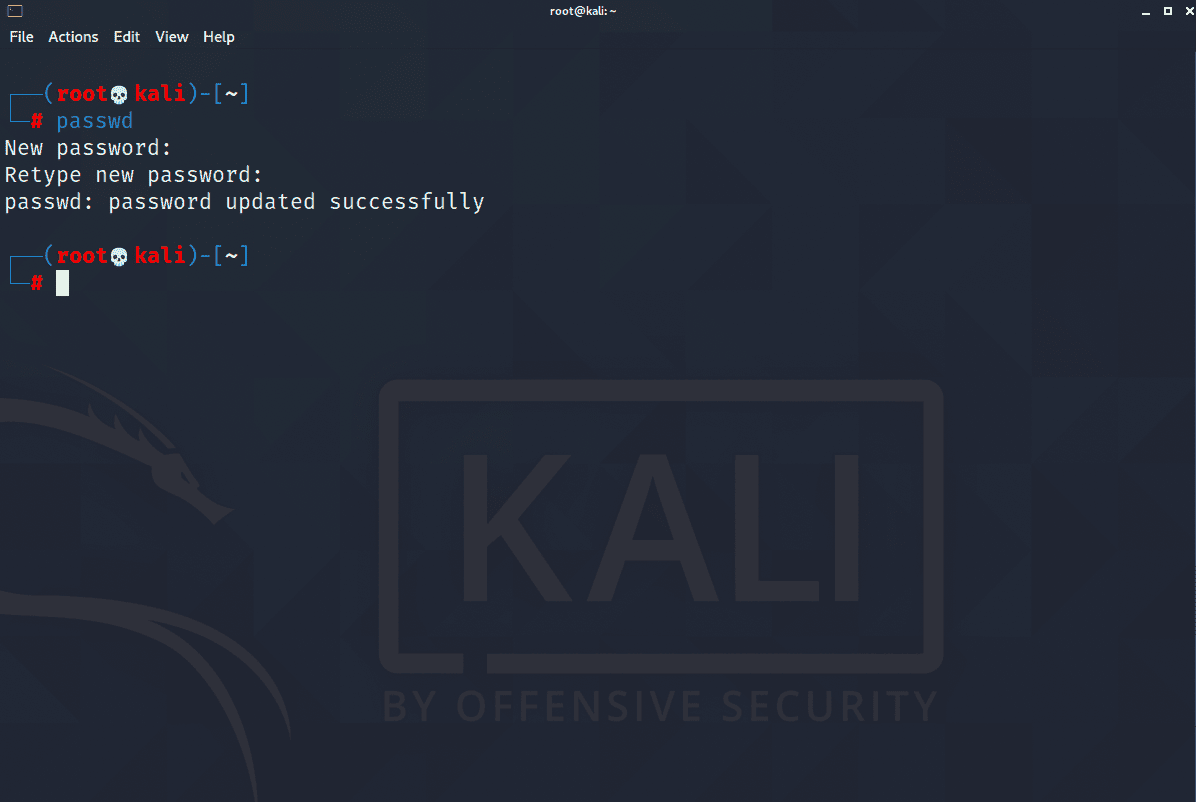 root@kali: ~
File Actions Edit View Help
┌──(root💀kali)-[~]
└─# passwd
New password:
Retype new password:
passwd: password updated successfully
┌──(root💀kali)-[~]
└─#
KALI
BY OFFENSIVE SECURITY